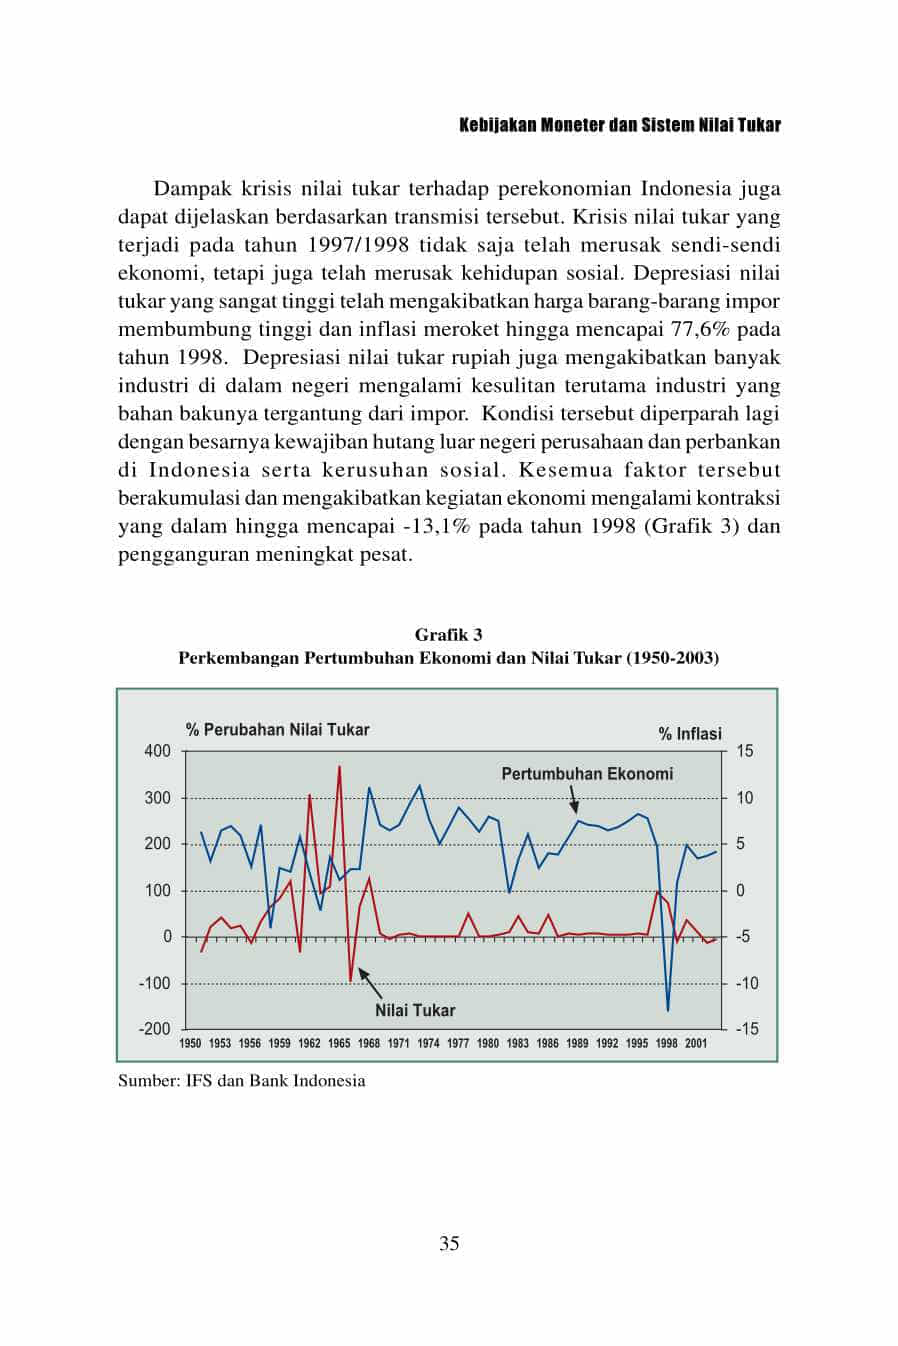 Kebijakan Moneter dan Sistem Nilai Tukar
Dampak krisis nilai tukar terhadap perekonomian Indonesia juga
dapat dijelaskan berdasarkan transmisi tersebut. Krisis nilai tukar yang
terjadi pada tahun 1997/1998 tidak saja telah merusak sendi-sendi
ekonomi, tetapi juga telah merusak kehidupan sosial. Depresiasi nilai
tukar yang sangat tinggi telah mengakibatkan harga barang-barang impor
membumbung tinggi dan inflasi meroket hingga mencapai 77,6% pada
tahun 1998. Depresiasi nilai tukar rupiah juga mengakibatkan banyak
industri di dalam negeri mengalami kesulitan terutama industri yang
bahan bakunya tergantung dari impor. Kondisi tersebut diperparah lagi
dengan besarnya kewajiban hutang luar negeri perusahaan dan perbankan
di Indonesia serta kerusuhan sosial. Kesemua faktor tersebut
berakumulasi dan mengakibatkan kegiatan ekonomi mengalami kontraksi
yang dalam hingga mencapai -13,1% pada tahun 1998 (Grafik 3) dan
pengganguran meningkat pesat.
Grafik 3
Perkembangan Pertumbuhan Ekonomi dan Nilai Tukar (1950-2003)
% Perubahan Nilai Tukar % Inflasi
400 15
Pertumbuhan Ekonomi
300 10
200 5
100 0
0 -5
-100 -10
Nilai Tukar
-200 -15
1950 1953 1956 1959 1962 1965 1968 1971 1974 1977 1980 1983 1986 1989 1992 1995 1998 2001
Sumber: IFS dan Bank Indonesia
35